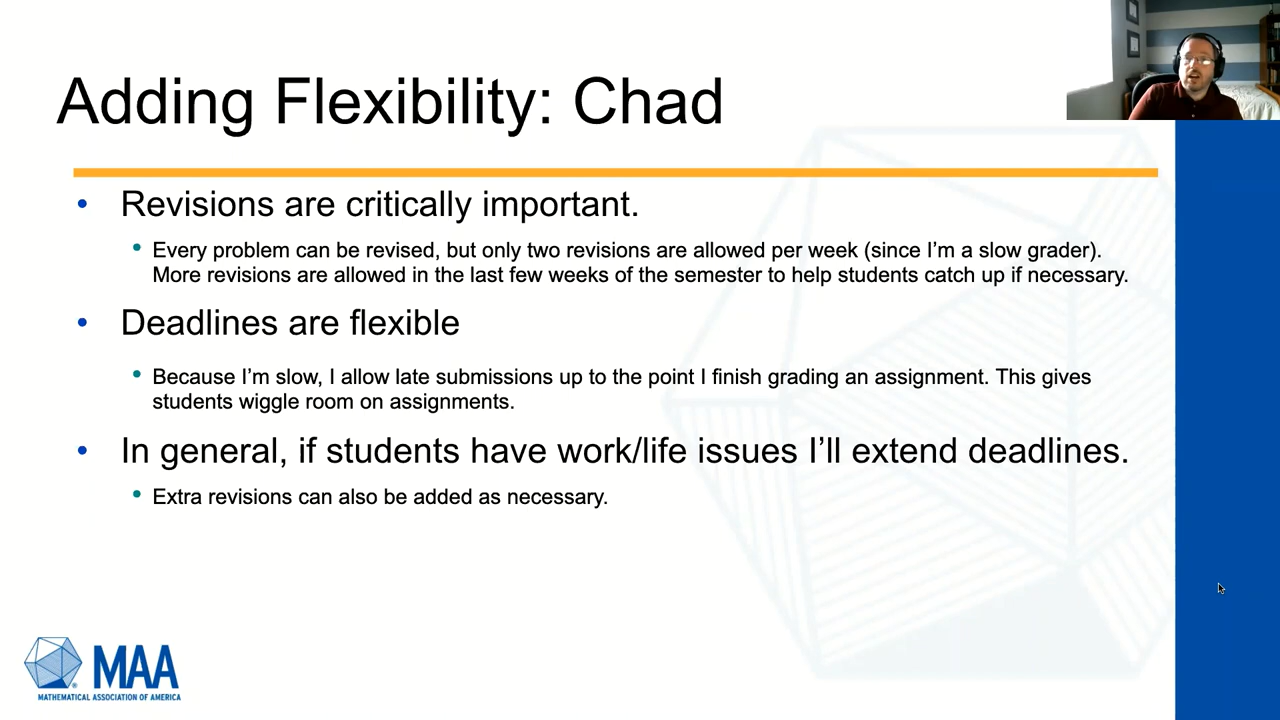 Adding Flexibility: Chad
Revisions are critically important.
Every problem can be revised, but only two revisions are allowed per week (since I’m a slow grader).
More revisions are allowed in the last few weeks of the semester to help students catch up if necessary.
Deadlines are flexible
Because I’m slow, I allow late submissions up to the point I finish grading an assignment. This gives
students wiggle room on assignments.
In general, if students have work/life issues I’ll extend deadlines.
Extra revisions can also be added as necessary.
MAA
MATHEMATICAL ASSOCIATION OF AMERICA